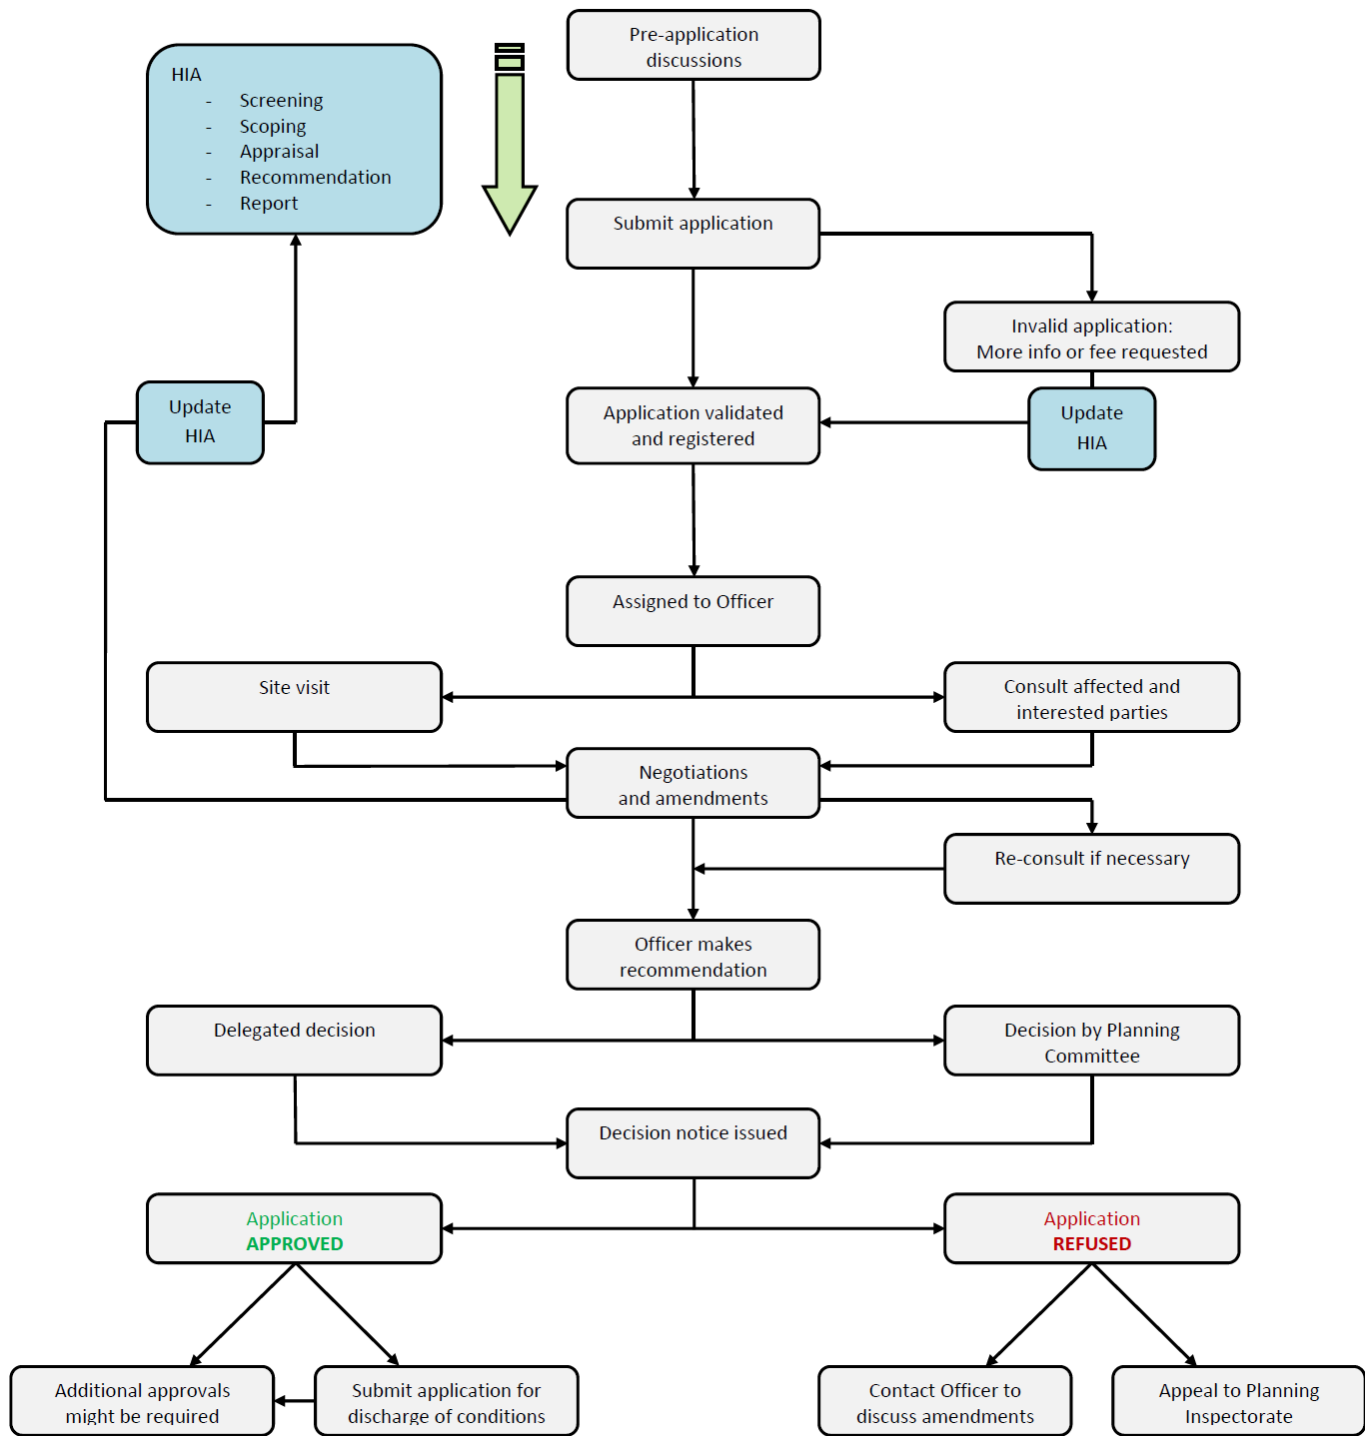 Pre-application
discussions
HIA
- Screening
- Scoping
- Appraisal
- Recommendation
- Report
Submit application
Invalid application:
More info or fee requested
Update
HIA
Application validated
and registered
Update
HIA
Assigned to Officer
Site visit
Consult affected and
interested parties
Negotiations
and amendments
Re-consult if necessary
Officer makes
recommendation
Delegated decision
Decision by Planning
Committee
Decision notice issued
Application
APPROVED
Application
REFUSED
Additional approvals
might be required
Submit application for
discharge of conditions
Contact Officer to
discuss amendments
Appeal to Planning
Inspectorate